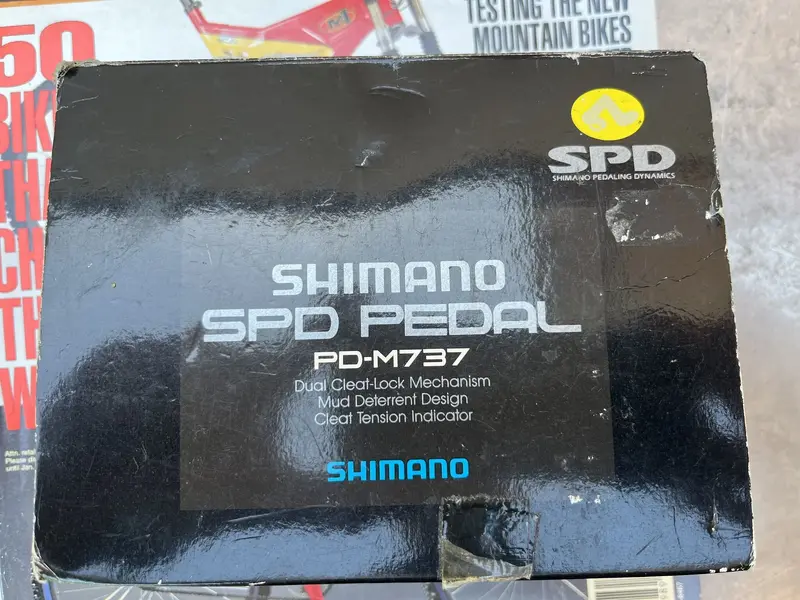 TESTING THE NEW
MOUNTAIN BIKES
50
SPD
SHIMANO PEDALING DYNAMICS
SHIMANO
SPD PEDAL
PD-M737
Dual Cleat-Lock Mechanism
Mud Deterrent Design
Cleat Tension Indicator
SHIMANO